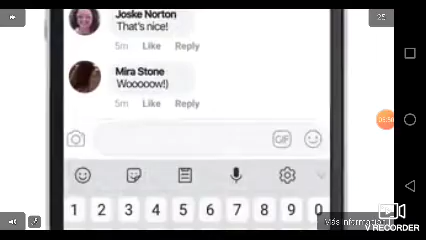 Joske Norton
That's nice!
5m Like Reply
Mira Stone
Wooooow!)
5m Like Reply
GIF
1 2 3 4 5 6 7 8 9 0
V RECORDER